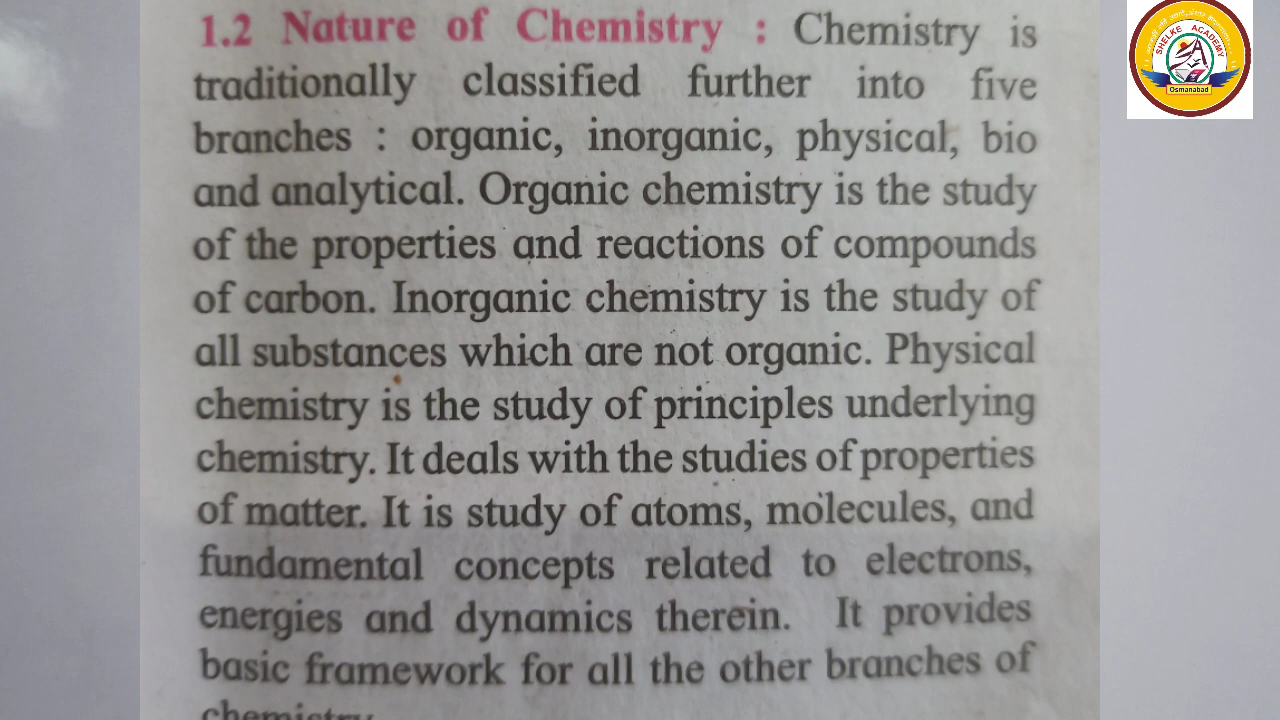 1.2 Nature of Chemistry : Chemistry is
traditionally classified further into five
branches : organic, inorganic, physical, bio
and analytical. Organic chemistry is the study
of the properties and reactions of compounds
of carbon. Inorganic chemistry is the study of
all substances which are not organic. Physical
chemistry is the study of principles underlying
chemistry. It deals with the studies of properties
of matter. It is study of atoms, molecules, and
fundamental concepts related to electrons,
energies and dynamics therein. It provides
basic framework for all the other branches of
chemistry.
SHELKE ACADEMY
Osmanabad